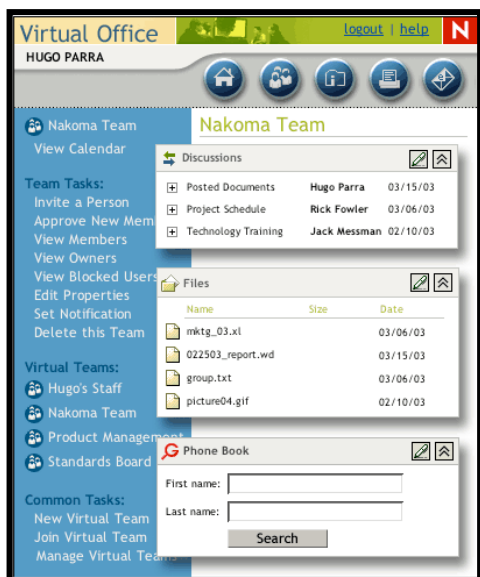 Virtual Office
logout | help
N
HUGO PARRA
Nakoma Team
View Calendar
Team Tasks:
Invite a Person
Approve New Mem
View Members
View Owners
View Blocked Users
Edit Properties
Set Notification
Delete this Team
Virtual Teams:
Hugo's Staff
Nakoma Team
Product Management
Standards Board
Common Tasks:
New Virtual Team
Join Virtual Team
Manage Virtual Teams
Nakoma Team
Discussions
Posted Documents Hugo Parra 03/15/03
Project Schedule Rick Fowler 03/06/03
Technology Training Jack Messman 02/10/03
Files
Name Size Date
mktg_03.xl 03/06/03
022503_report.wd 03/15/03
group.txt 03/06/03
picture04.gif 02/10/03
G Phone Book
First name:
Last name:
Search